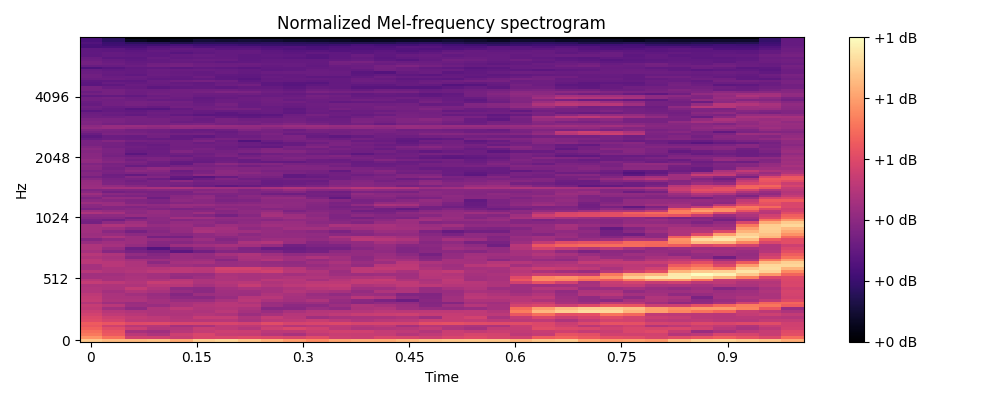 Normalized Mel-frequency spectrogram
Hz
4096
2048
1024
512
0
0 0.15 0.3 0.45 0.6 0.75 0.9
Time
+1 dB
+1 dB
+1 dB
+0 dB
+0 dB
+0 dB